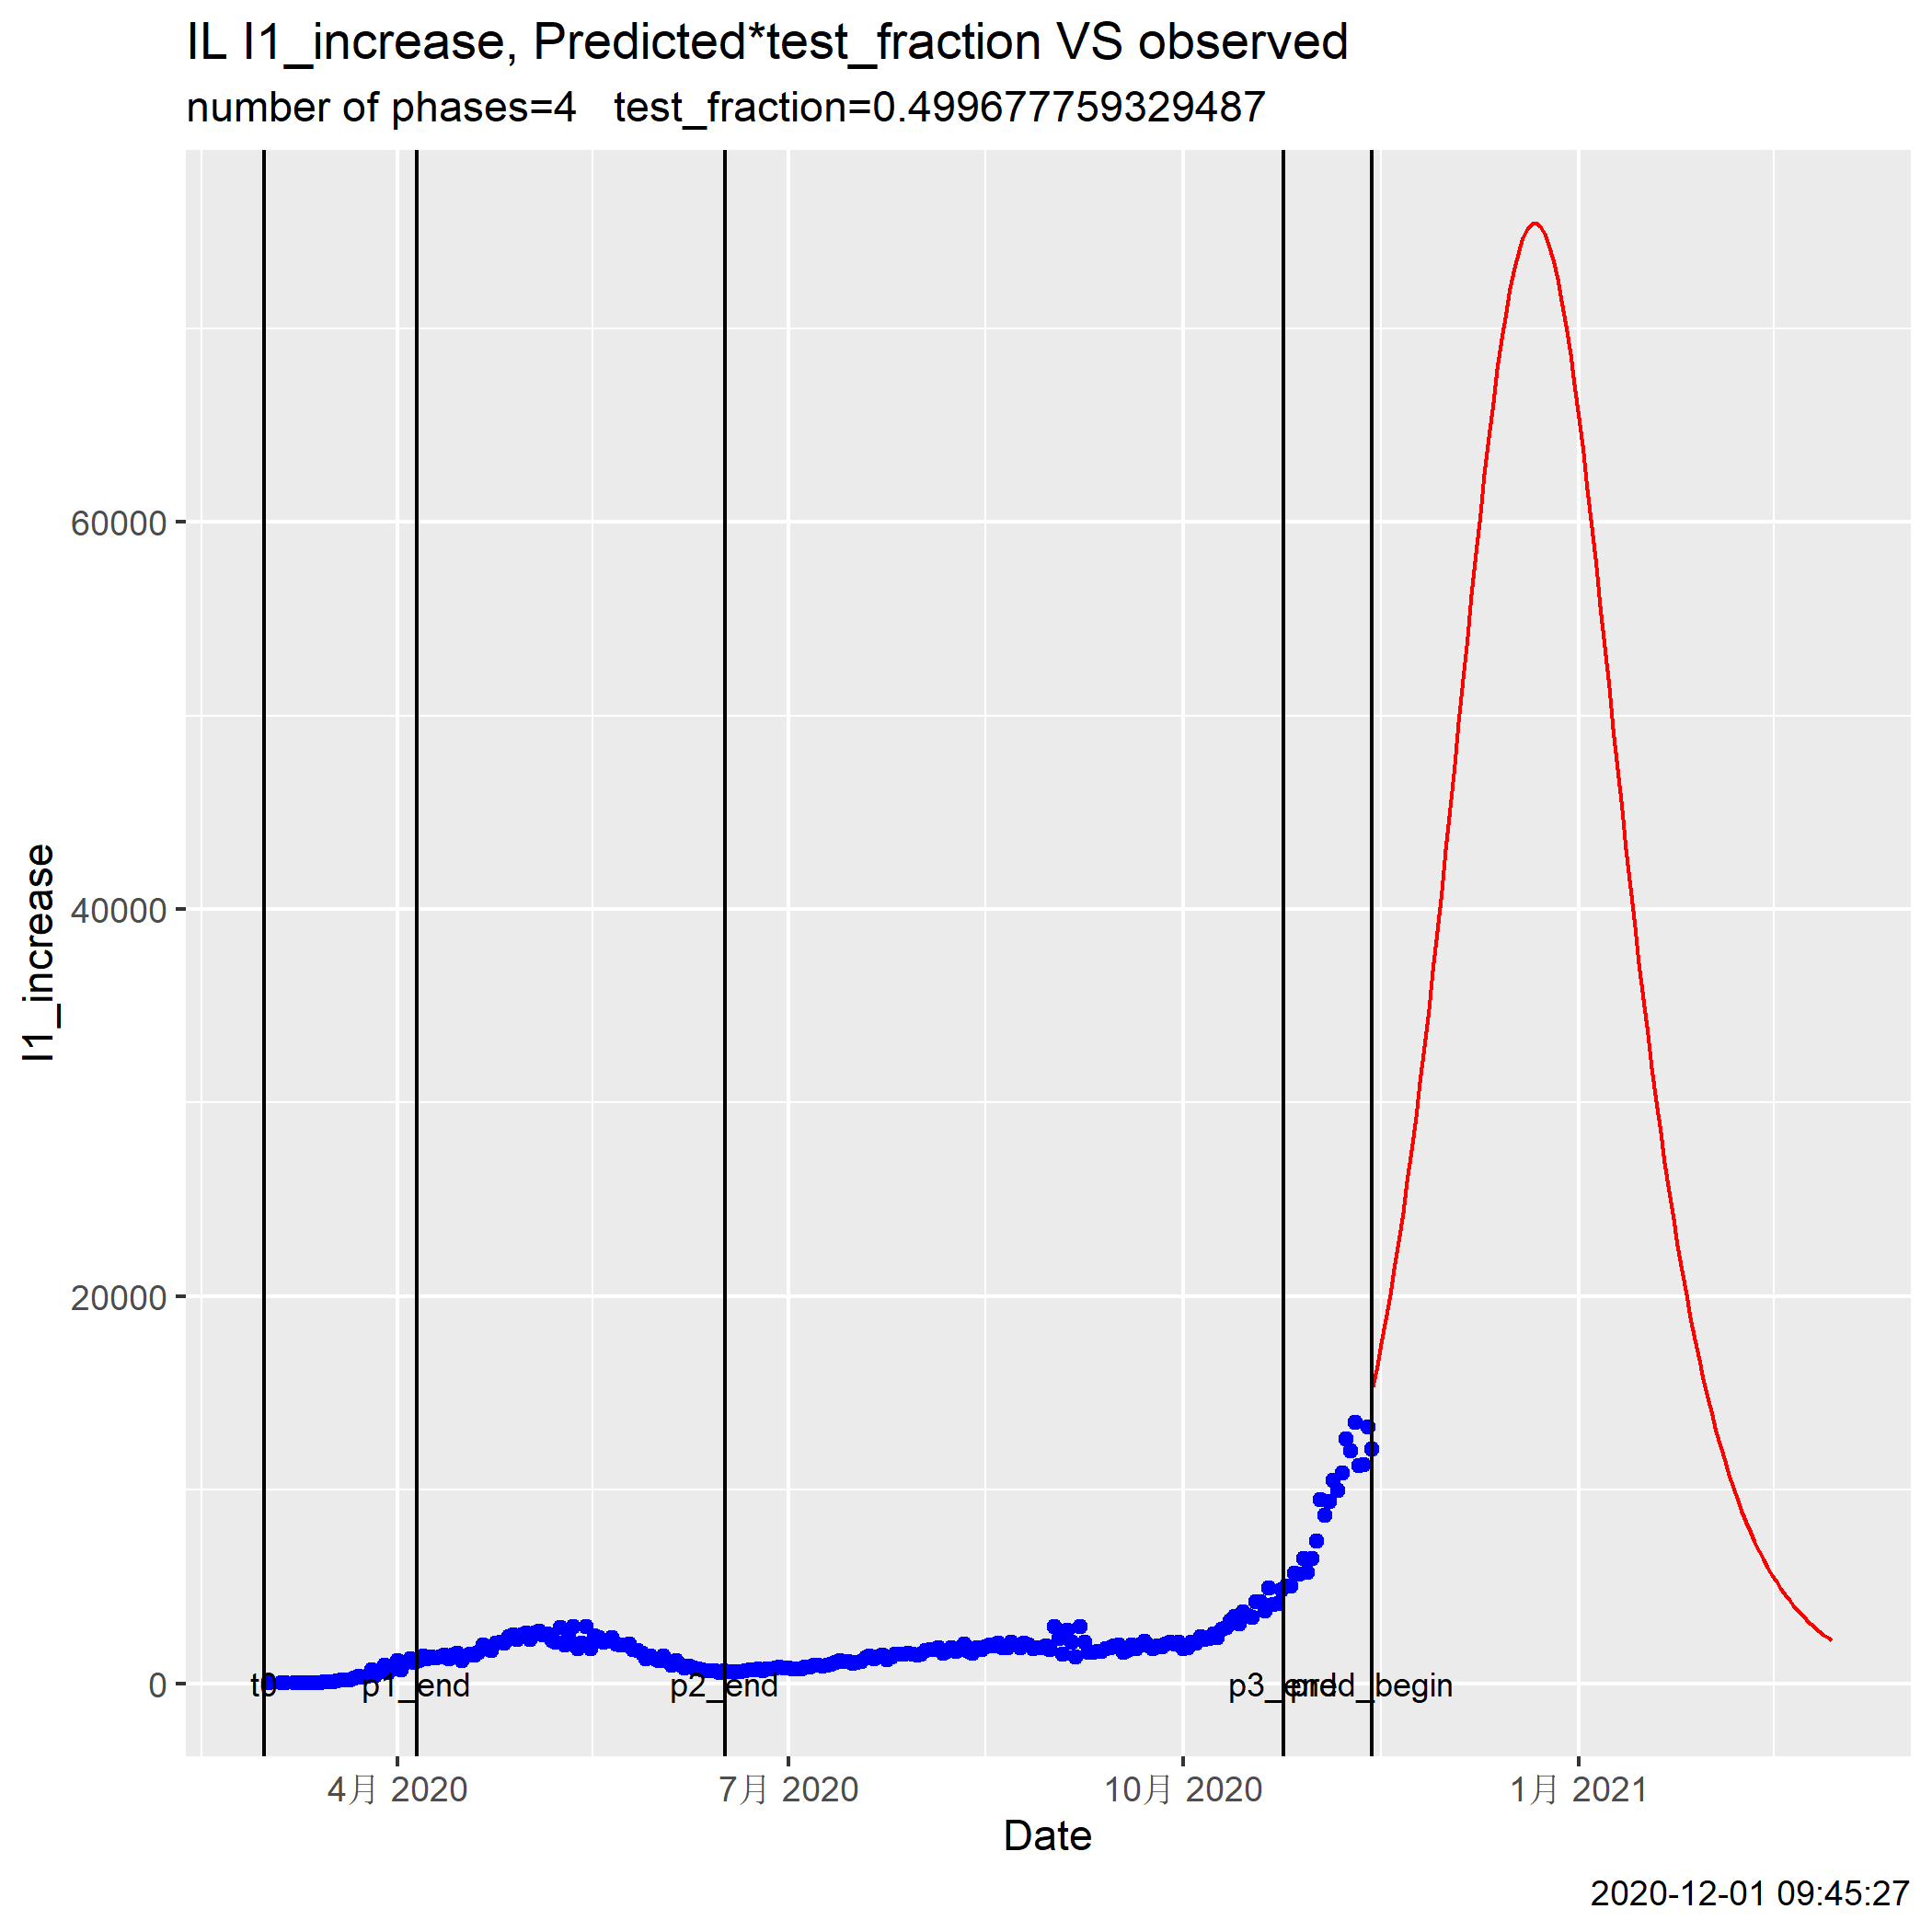 IL I1_increase, Predicted*test_fraction VS observed
number of phases=4 test_fraction=0.499677759329487
I1_increase
60000
40000
20000
0
t0
p1_end
p2_end
p3_end
pred_begin
4月 2020
7月 2020
10月 2020
1月 2021
Date
2020-12-01 09:45:27